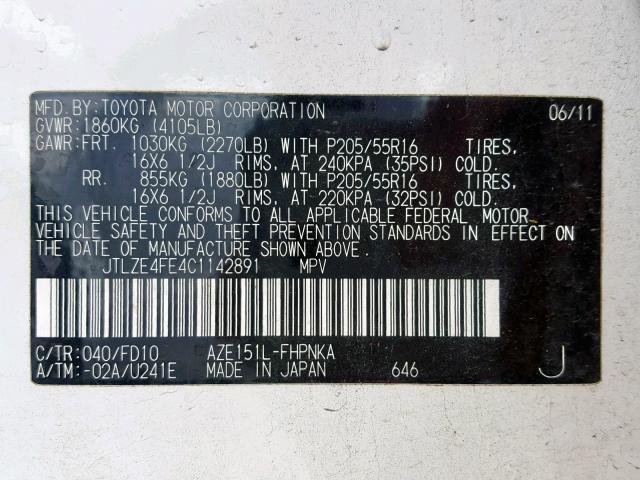 MFD.BY:TOYOTA MOTOR CORPORATION 06/11
GVWR:1860KG (4105LB)
GAWR:FRT. 1030KG (2270LB) WITH P205/55R16 TIRES,
16X6 1/2J RIMS, AT 240KPA (35PSI) COLD.
RR. 855KG (1880LB) WITH P205/55R16 TIRES,
16X6 1/2J RIMS, AT 220KPA (32PSI) COLD.
THIS VEHICLE CONFORMS TO ALL APPLICABLE FEDERAL MOTOR
VEHICLE SAFETY AND THEFT PREVENTION STANDARDS IN EFFECT ON
THE DATE OF MANUFACTURE SHOWN ABOVE.
JTLZE4FE4C1142891 MPV
C/TR:040/FD10 AZE151L-FHPNKA
A/TM:-02A/U241E MADE IN JAPAN 646 J